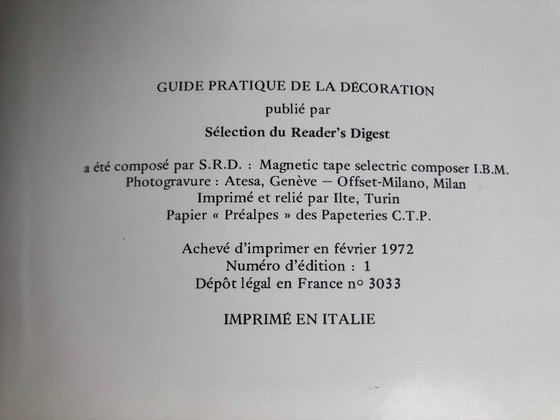 GUIDE PRATIQUE DE LA DÉCORATION
publié par
Sélection du Reader's Digest
a été composé par S.R.D. : Magnetic tape selectric composer I.B.M.
Photogravure : Atesa, Genève – Offset-Milano, Milan
Imprimé et relié par Ilte, Turin
Papier « Préalpes » des Papeteries C.T.P.
Achevé d'imprimer en février 1972
Numéro d'édition : 1
Dépôt légal en France nº 3033
IMPRIMÉ EN ITALIE